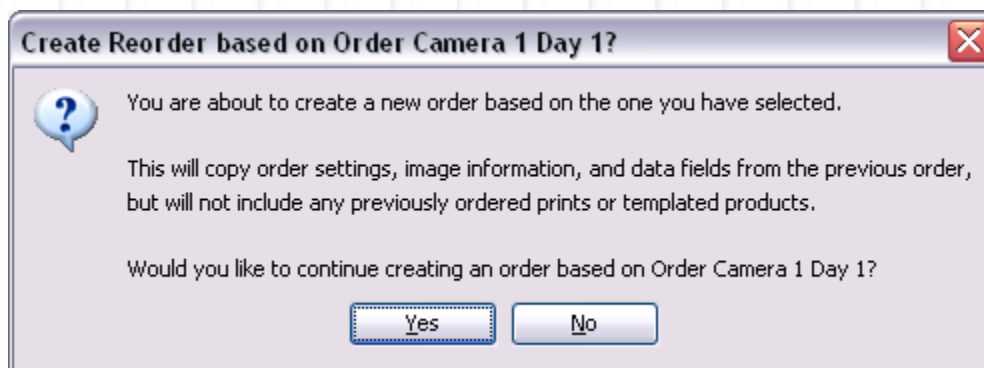 Create Reorder based on Order Camera 1 Day 1?
You are about to create a new order based on the one you have selected.
This will copy order settings, image information, and data fields from the previous order,
but will not include any previously ordered prints or templated products.
Would you like to continue creating an order based on Order Camera 1 Day 1?
Yes No